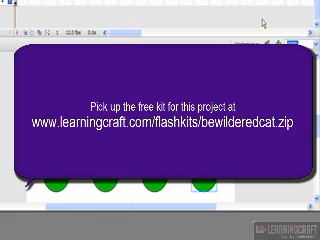 Pick up the free kit for this project at
www.learningcraft.com/flashkits/bewilderedcat.zip
LEARNINGCRAFT